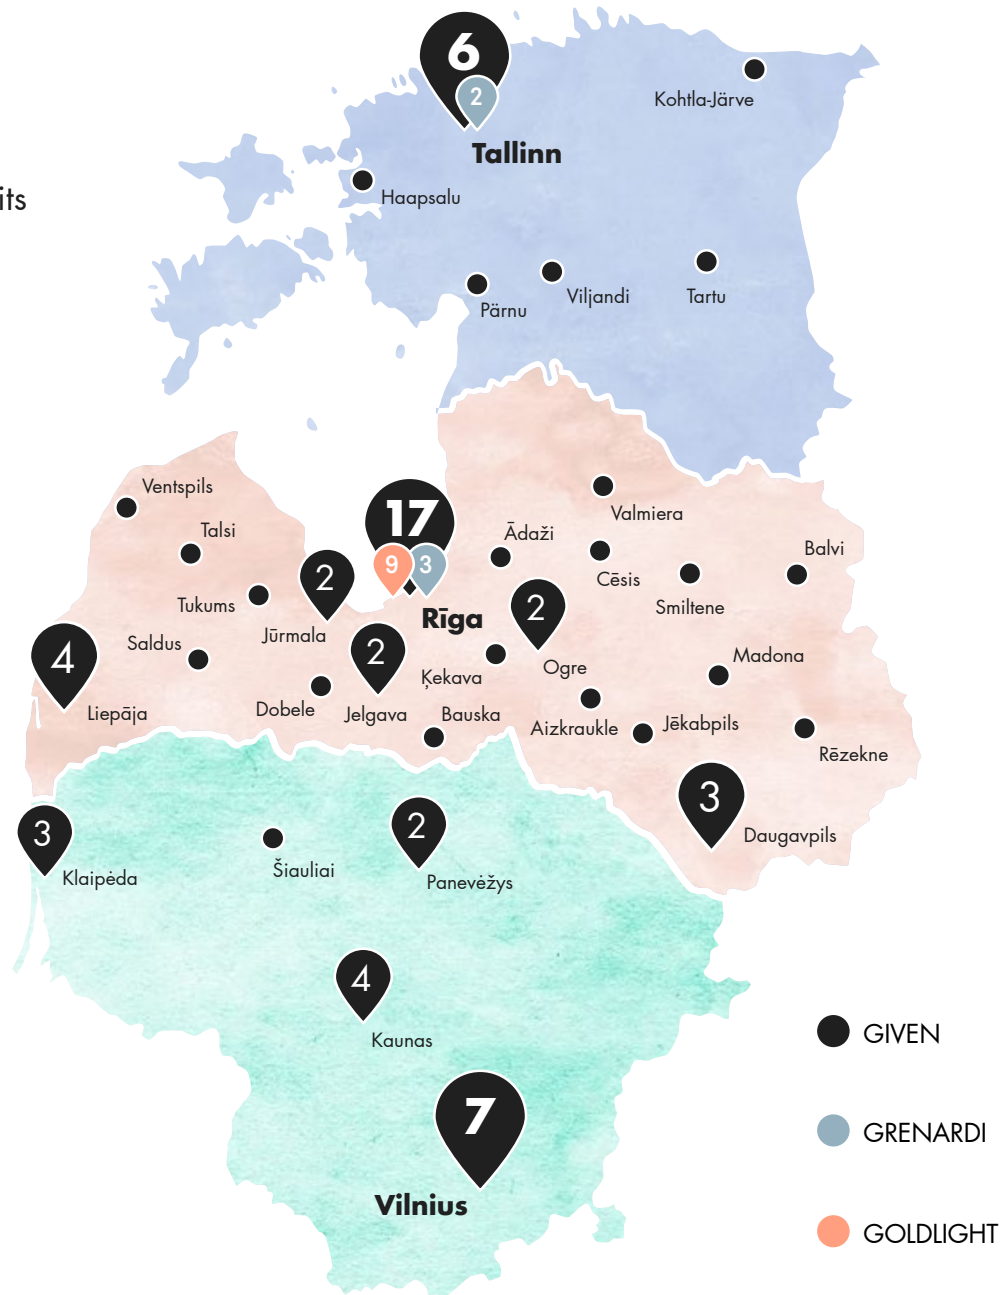 6
2
Tallinn
Kohtla-Järve
its
Haapsalu
Pärnu
Viljandi
Tartu
Ventspils
Talsi
17
9
3
Rīga
Ādaži
Valmiera
Cēsis
Smiltene
Balvi
Tukums
2
Jūrmala
Saldus
4
Liepāja
Dobele
2
Jelgava
Ķekava
Bauska
2
Ogre
Aizkraukle
Jēkabpils
Madona
Rēzekne
3
Daugavpils
3
Klaipėda
Šiauliai
2
Panevėžys
4
Kaunas
7
Vilnius
GIVEN
GRENARDI
GOLDLIGHT